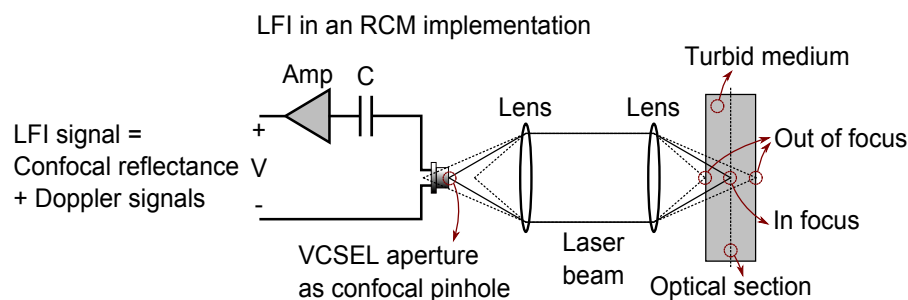 LFI in an RCM implementation
Turbid medium
Amp
C
Lens
Lens
LFI signal =
Confocal reflectance
+ Doppler signals
+
V
-
Out of focus
In focus
VCSEL aperture
as confocal pinhole
Laser
beam
Optical section